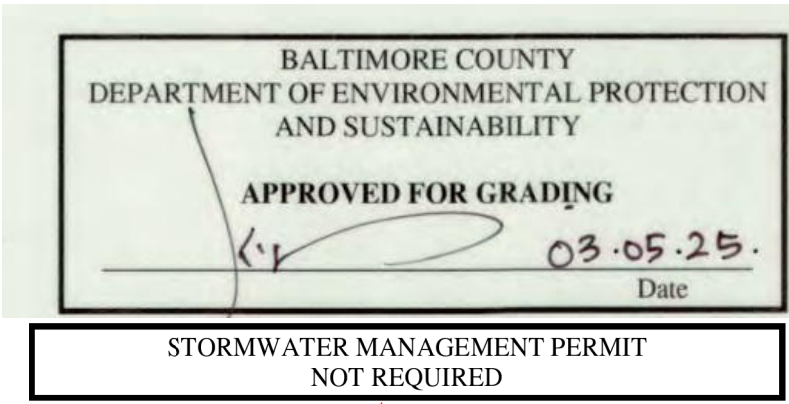 BALTIMORE COUNTY
DEPARTMENT OF ENVIRONMENTAL PROTECTION
AND SUSTAINABILITY
APPROVED FOR GRADING
03.05.25.
Date
STORMWATER MANAGEMENT PERMIT
NOT REQUIRED